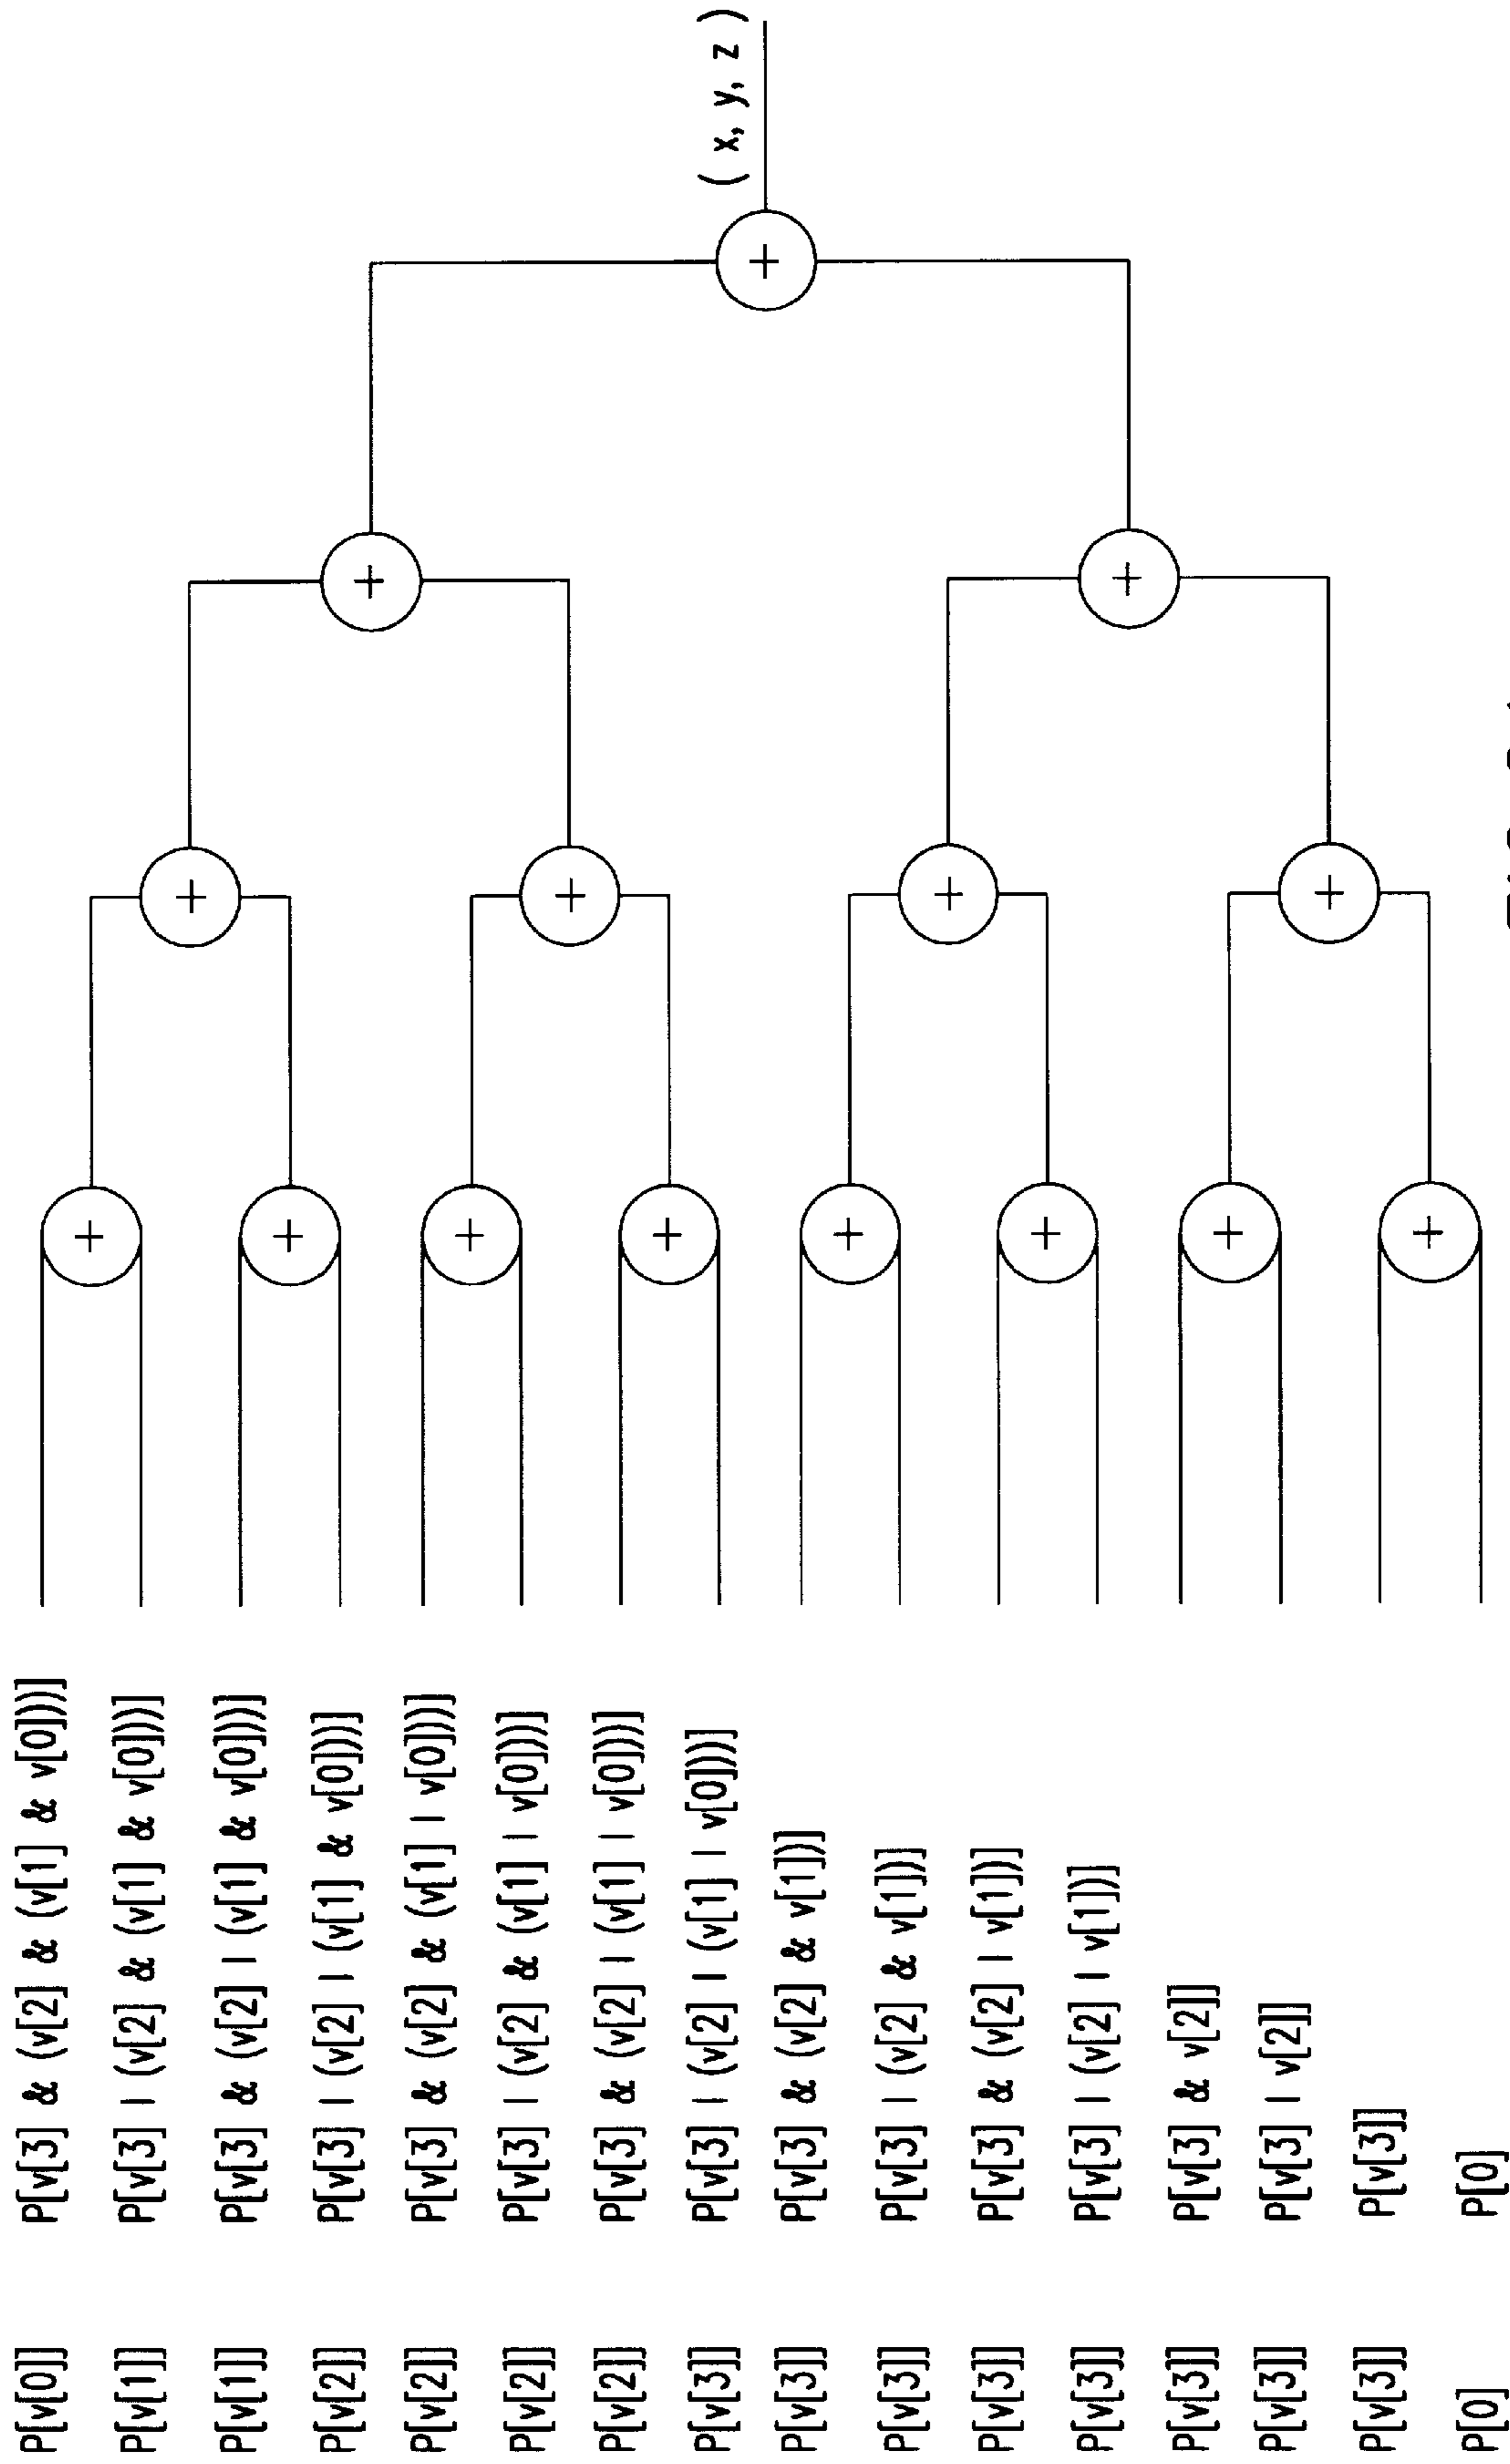 P[v[0]] P[v[3] & (v[2] & (v[1] & v[0]))]
P[v[1]] P[v[3] | (v[2] & (v[1] & v[0]))]
P[v[1]] P[v[3] & (v[2] | (v[1] & v[0]))]
P[v[2]] P[v[3] | (v[2] | (v[1] & v[0]))]
P[v[2]] P[v[3] & (v[2] & (v[1] | v[0]))]
P[v[2]] P[v[3] | (v[2] & (v[1] | v[0]))]
P[v[2]] P[v[3] & (v[2] | (v[1] | v[0]))]
P[v[3]] P[v[3] | (v[2] | (v[1] | v[0]))]
P[v[3]] P[v[3] & (v[2] & v[1])]
P[v[3]] P[v[3] | (v[2] & v[1])]
P[v[3]] P[v[3] & (v[2] | v[1])]
P[v[3]] P[v[3] | (v[2] | v[1])]
P[v[3]] P[v[3] & v[2]]
P[v[3]] P[v[3] | v[2]]
P[v[3]] P[v[3]]
P[0] P[0]
+ + + + + + + +
+ + + +
+ +
+
( x, y, z )